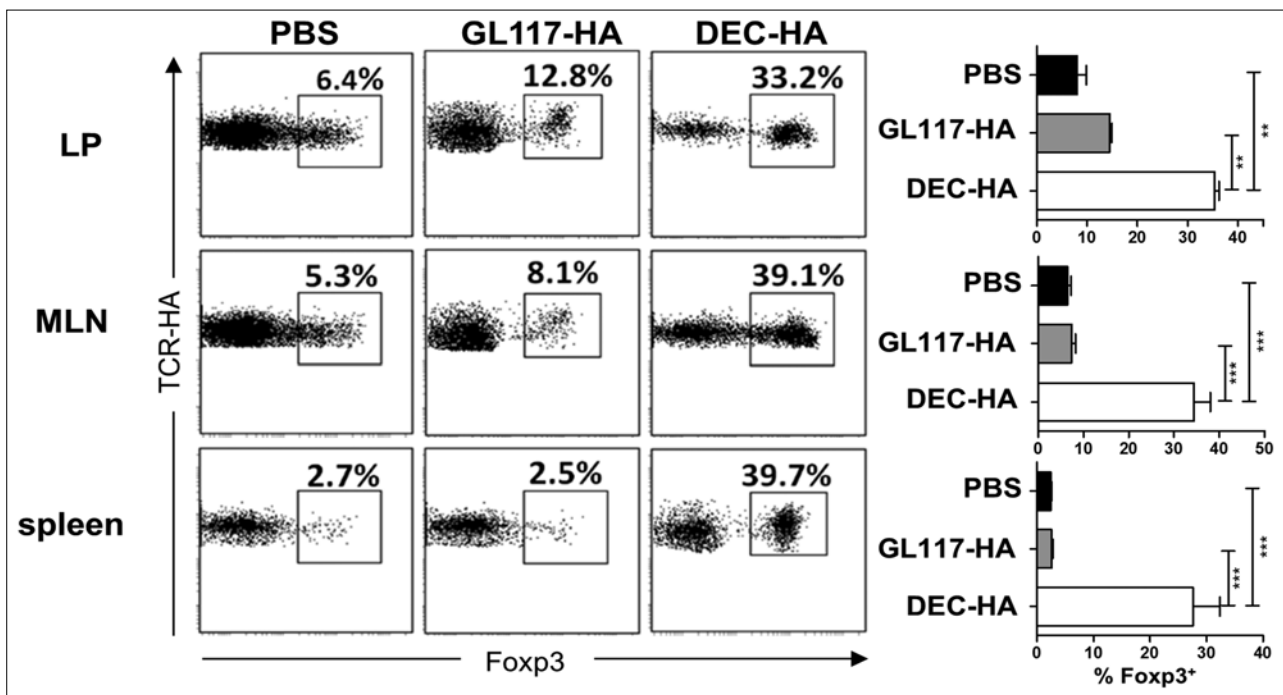 PBS GL117-HA DEC-HA
LP
6.4% 12.8% 33.2%
MLN
5.3% 8.1% 39.1%
spleen
2.7% 2.5% 39.7%
TCR-HA
Foxp3
PBS
GL117-HA
DEC-HA
** **
0 10 20 30 40
PBS
GL117-HA
DEC-HA
*** ***
0 10 20 30 40 50
PBS
GL117-HA
DEC-HA
*** ***
0 10 20 30 40
% Foxp3⁺